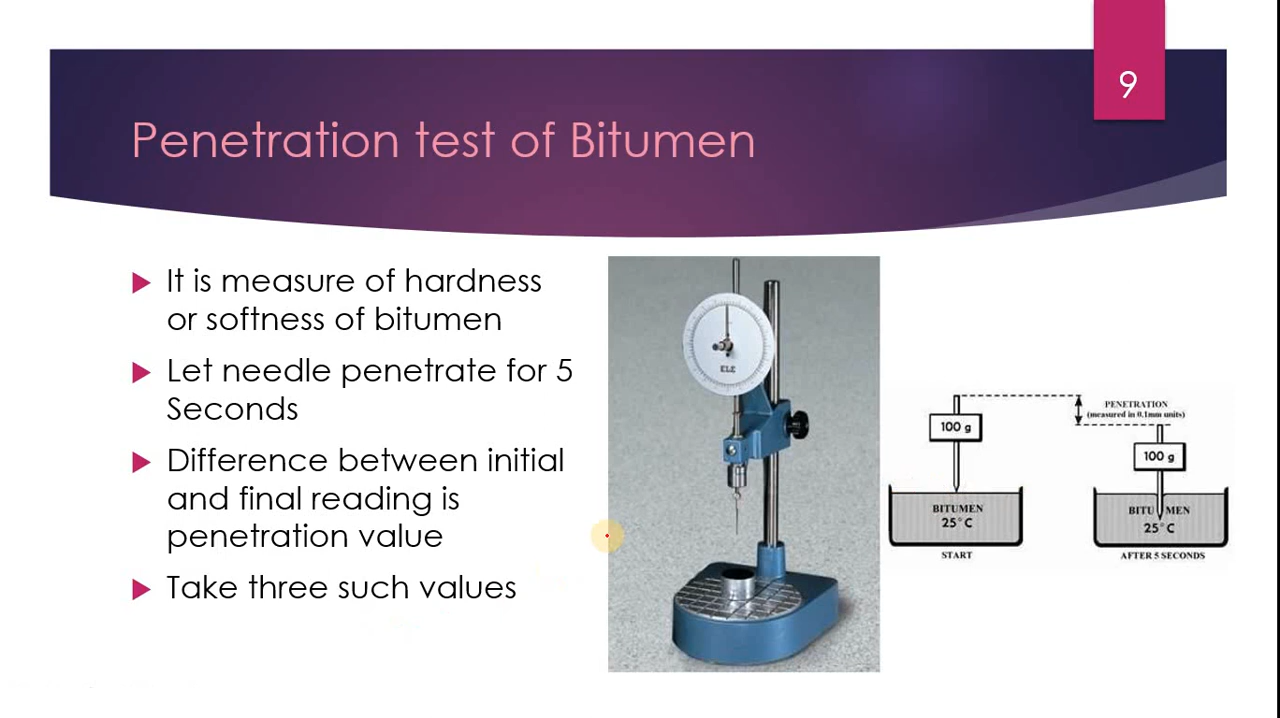 9
Penetration test of Bitumen
It is measure of hardness
or softness of bitumen
Let needle penetrate for 5
Seconds
Difference between initial
and final reading is
penetration value
Take three such values
ELE
PENETRATION
(measured in 0.1mm units)
100 g
100 g
BITUMEN
25°C
BITU MEN
25°C
START
AFTER 5 SECONDS